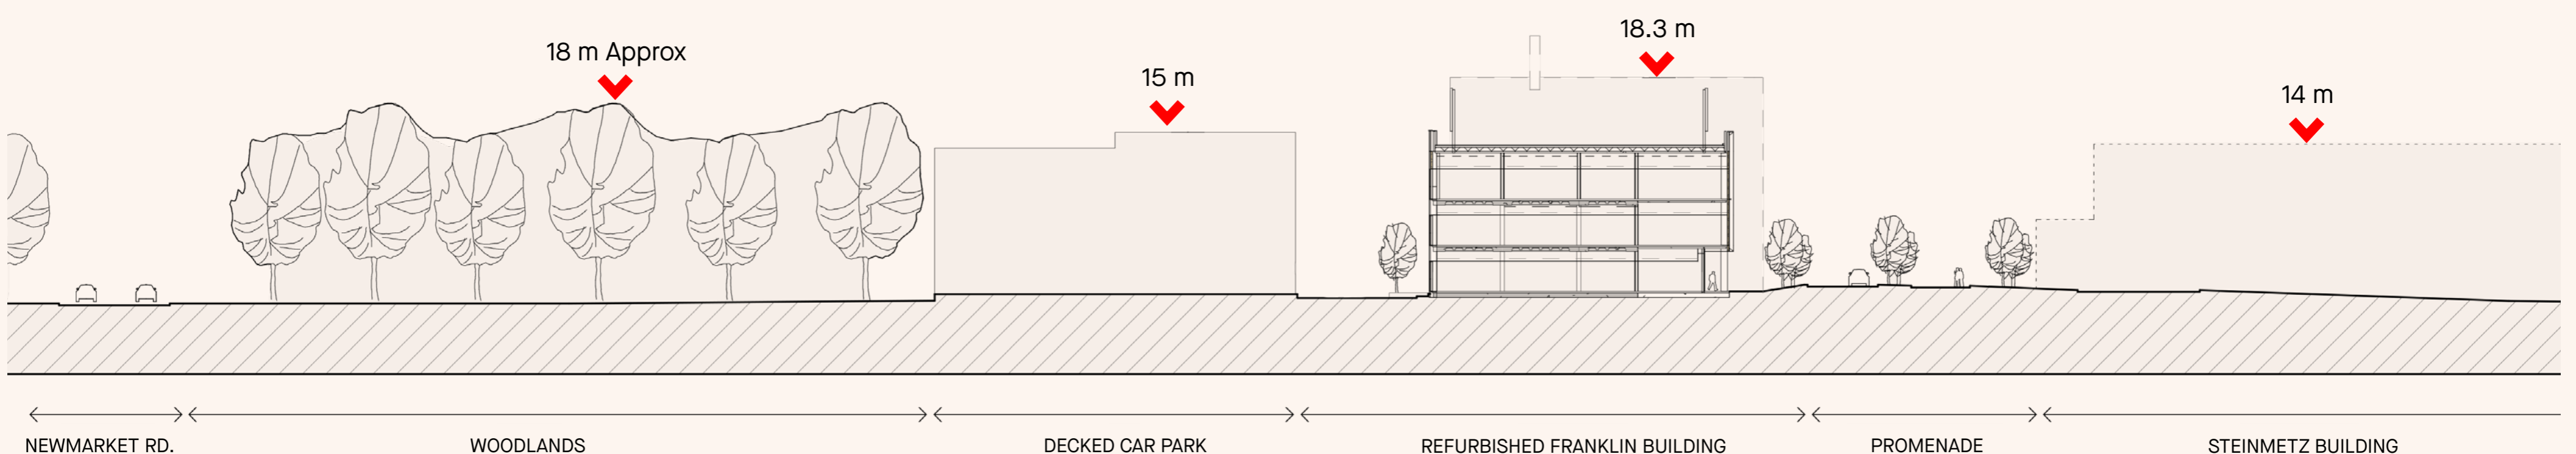 18 m Approx
15 m
18.3 m
14 m
NEWMARKET RD.
WOODLANDS
DECKED CAR PARK
REFURBISHED FRANKLIN BUILDING
PROMENADE
STEINMETZ BUILDING